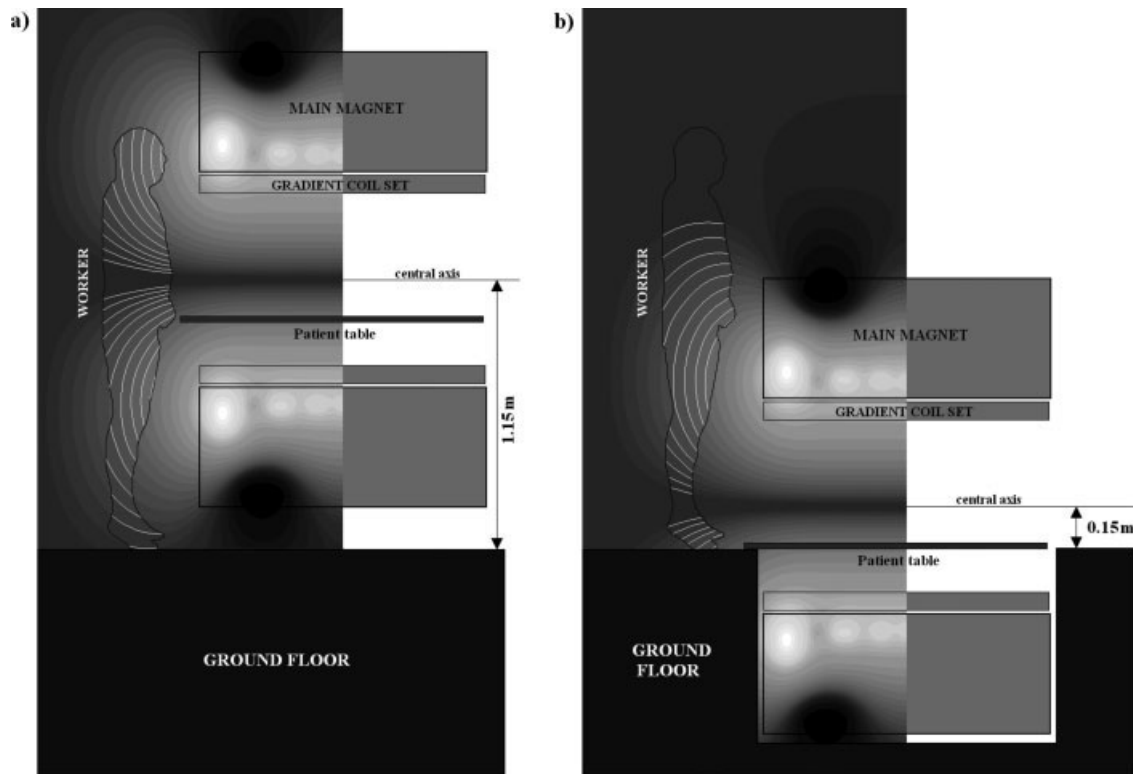 a)
MAIN MAGNET
GRADIENT COIL SET
WORKER
central axis
Patient table
1.15 m
GROUND FLOOR
b)
WORKER
MAIN MAGNET
GRADIENT COIL SET
central axis
0.15 m
Patient table
GROUND
FLOOR